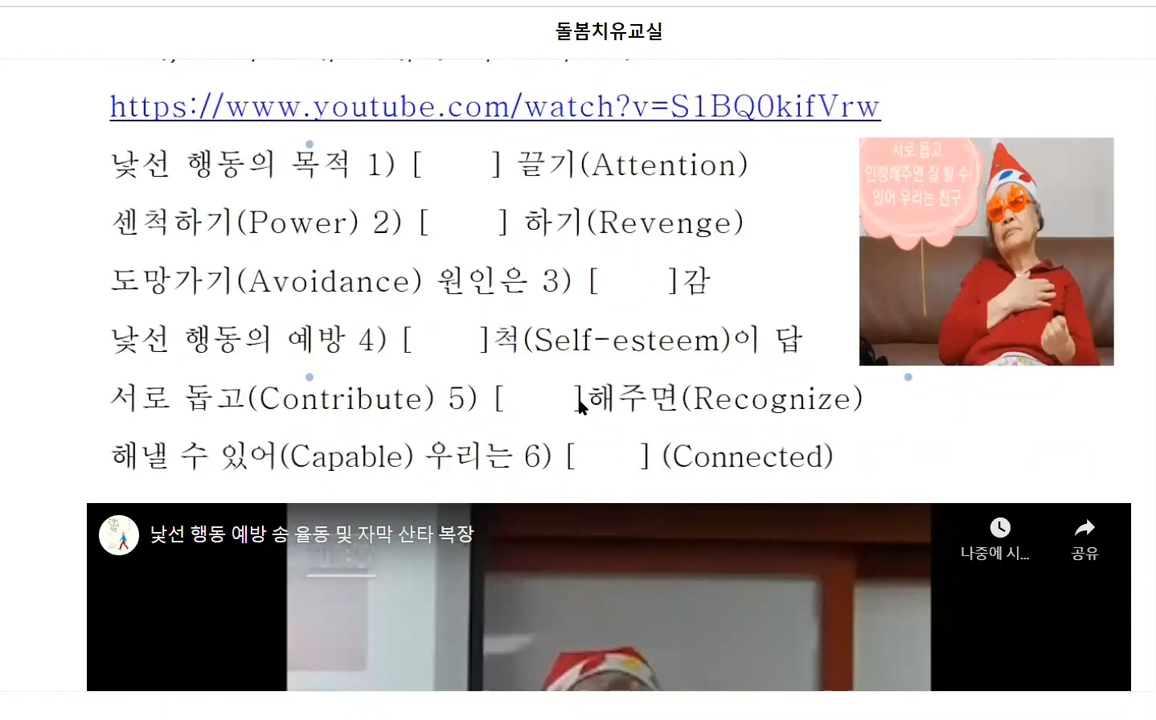 돌봄치유교실
https://www.youtube.com/watch?v=S1BQ0kifVrw
낯선 행동의 목적 1) [ ] 끌기(Attention)
센척하기(Power) 2) [ ] 하기(Revenge)
도망가기(Avoidance) 원인은 3) [ ]감
낯선 행동의 예방 4) [ ]척(Self-esteem)이 답
서로 돕고(Contribute) 5) [ ]해주면(Recognize)
해낼 수 있어(Capable) 우리는 6) [ ] (Connected)
서로 돕고
인정해주면 잘 할 수
있어 우리는 친구
낯선 행동 예방 송 율동 및 자막 산타 복장
나중에 시...
공유